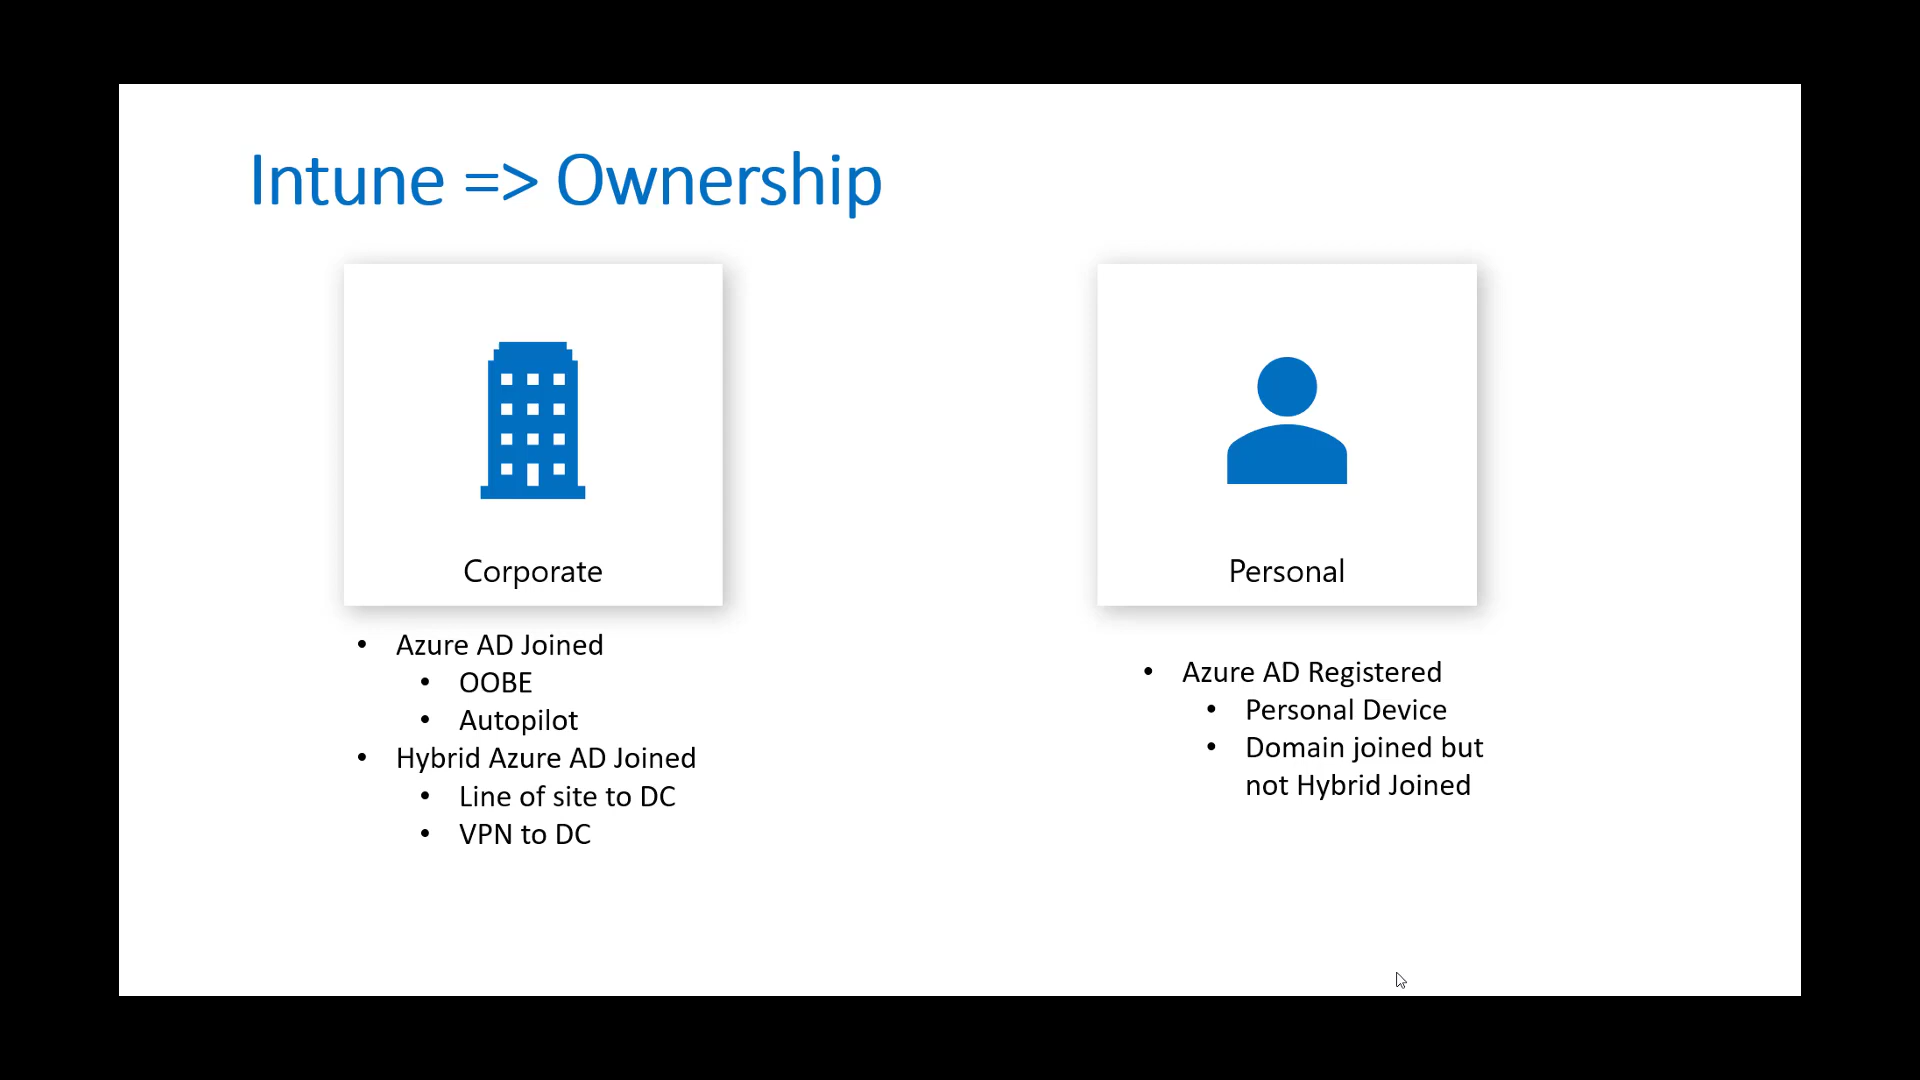 Intune => Ownership
Corporate
• Azure AD Joined
• OOBE
• Autopilot
• Hybrid Azure AD Joined
• Line of site to DC
• VPN to DC
Personal
• Azure AD Registered
• Personal Device
• Domain joined but
not Hybrid Joined